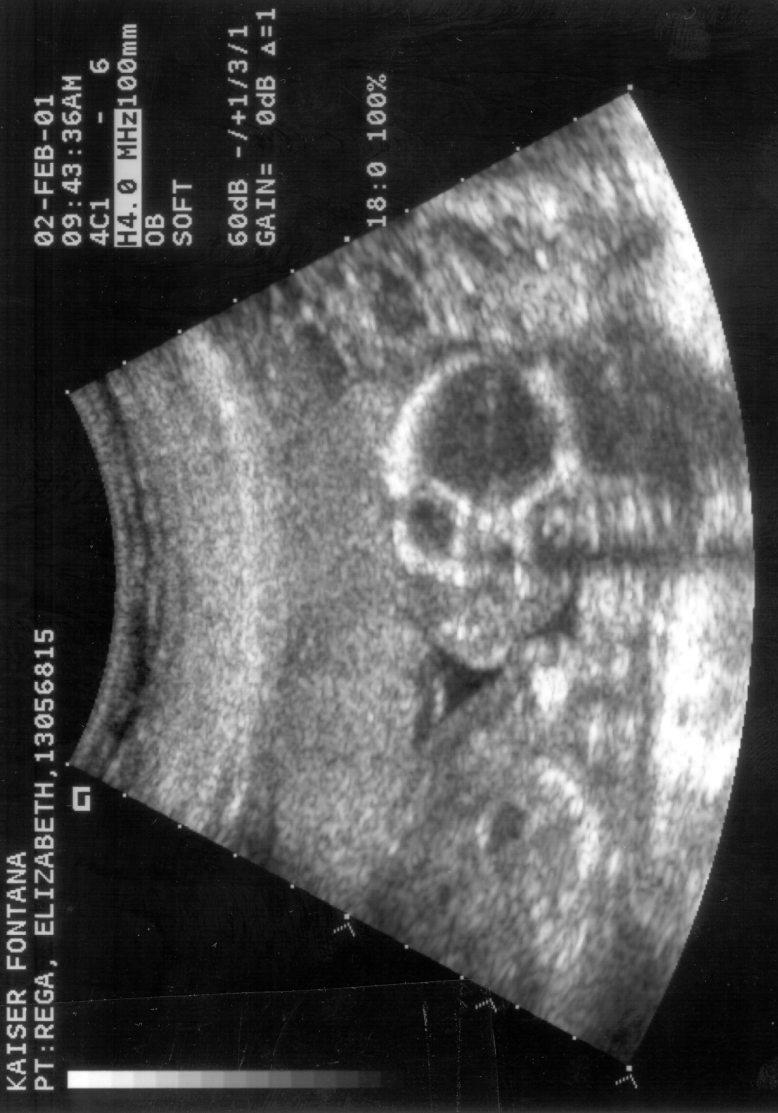 KAISER FONTANA
PT:REGA, ELIZABETH,13056815
02-FEB-01
09:43:36AM
4C1 - 6
H4.0 MHz100mm
OB
SOFT
60dB -/+1/3/1
GAIN= 0dB Δ=1
18:0 100%